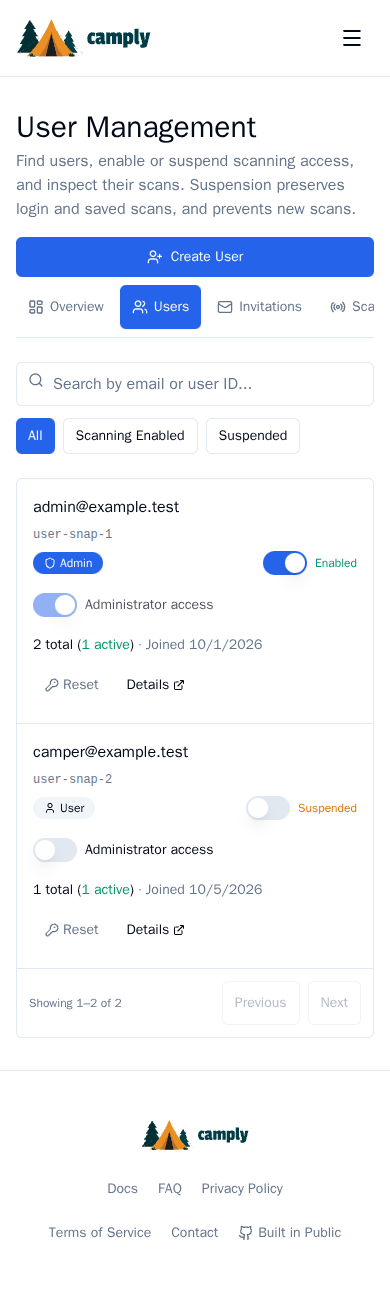 camply
User Management
Find users, enable or suspend scanning access,
and inspect their scans. Suspension preserves
login and saved scans, and prevents new scans.
Create User
Overview Users Invitations Sca
Search by email or user ID...
All Scanning Enabled Suspended
admin@example.test
user-snap-1
Admin Enabled
Administrator access
2 total (1 active) · Joined 10/1/2026
Reset Details
camper@example.test
user-snap-2
User Suspended
Administrator access
1 total (1 active) · Joined 10/5/2026
Reset Details
Showing 1–2 of 2 Previous Next
camply
Docs FAQ Privacy Policy
Terms of Service Contact Built in Public